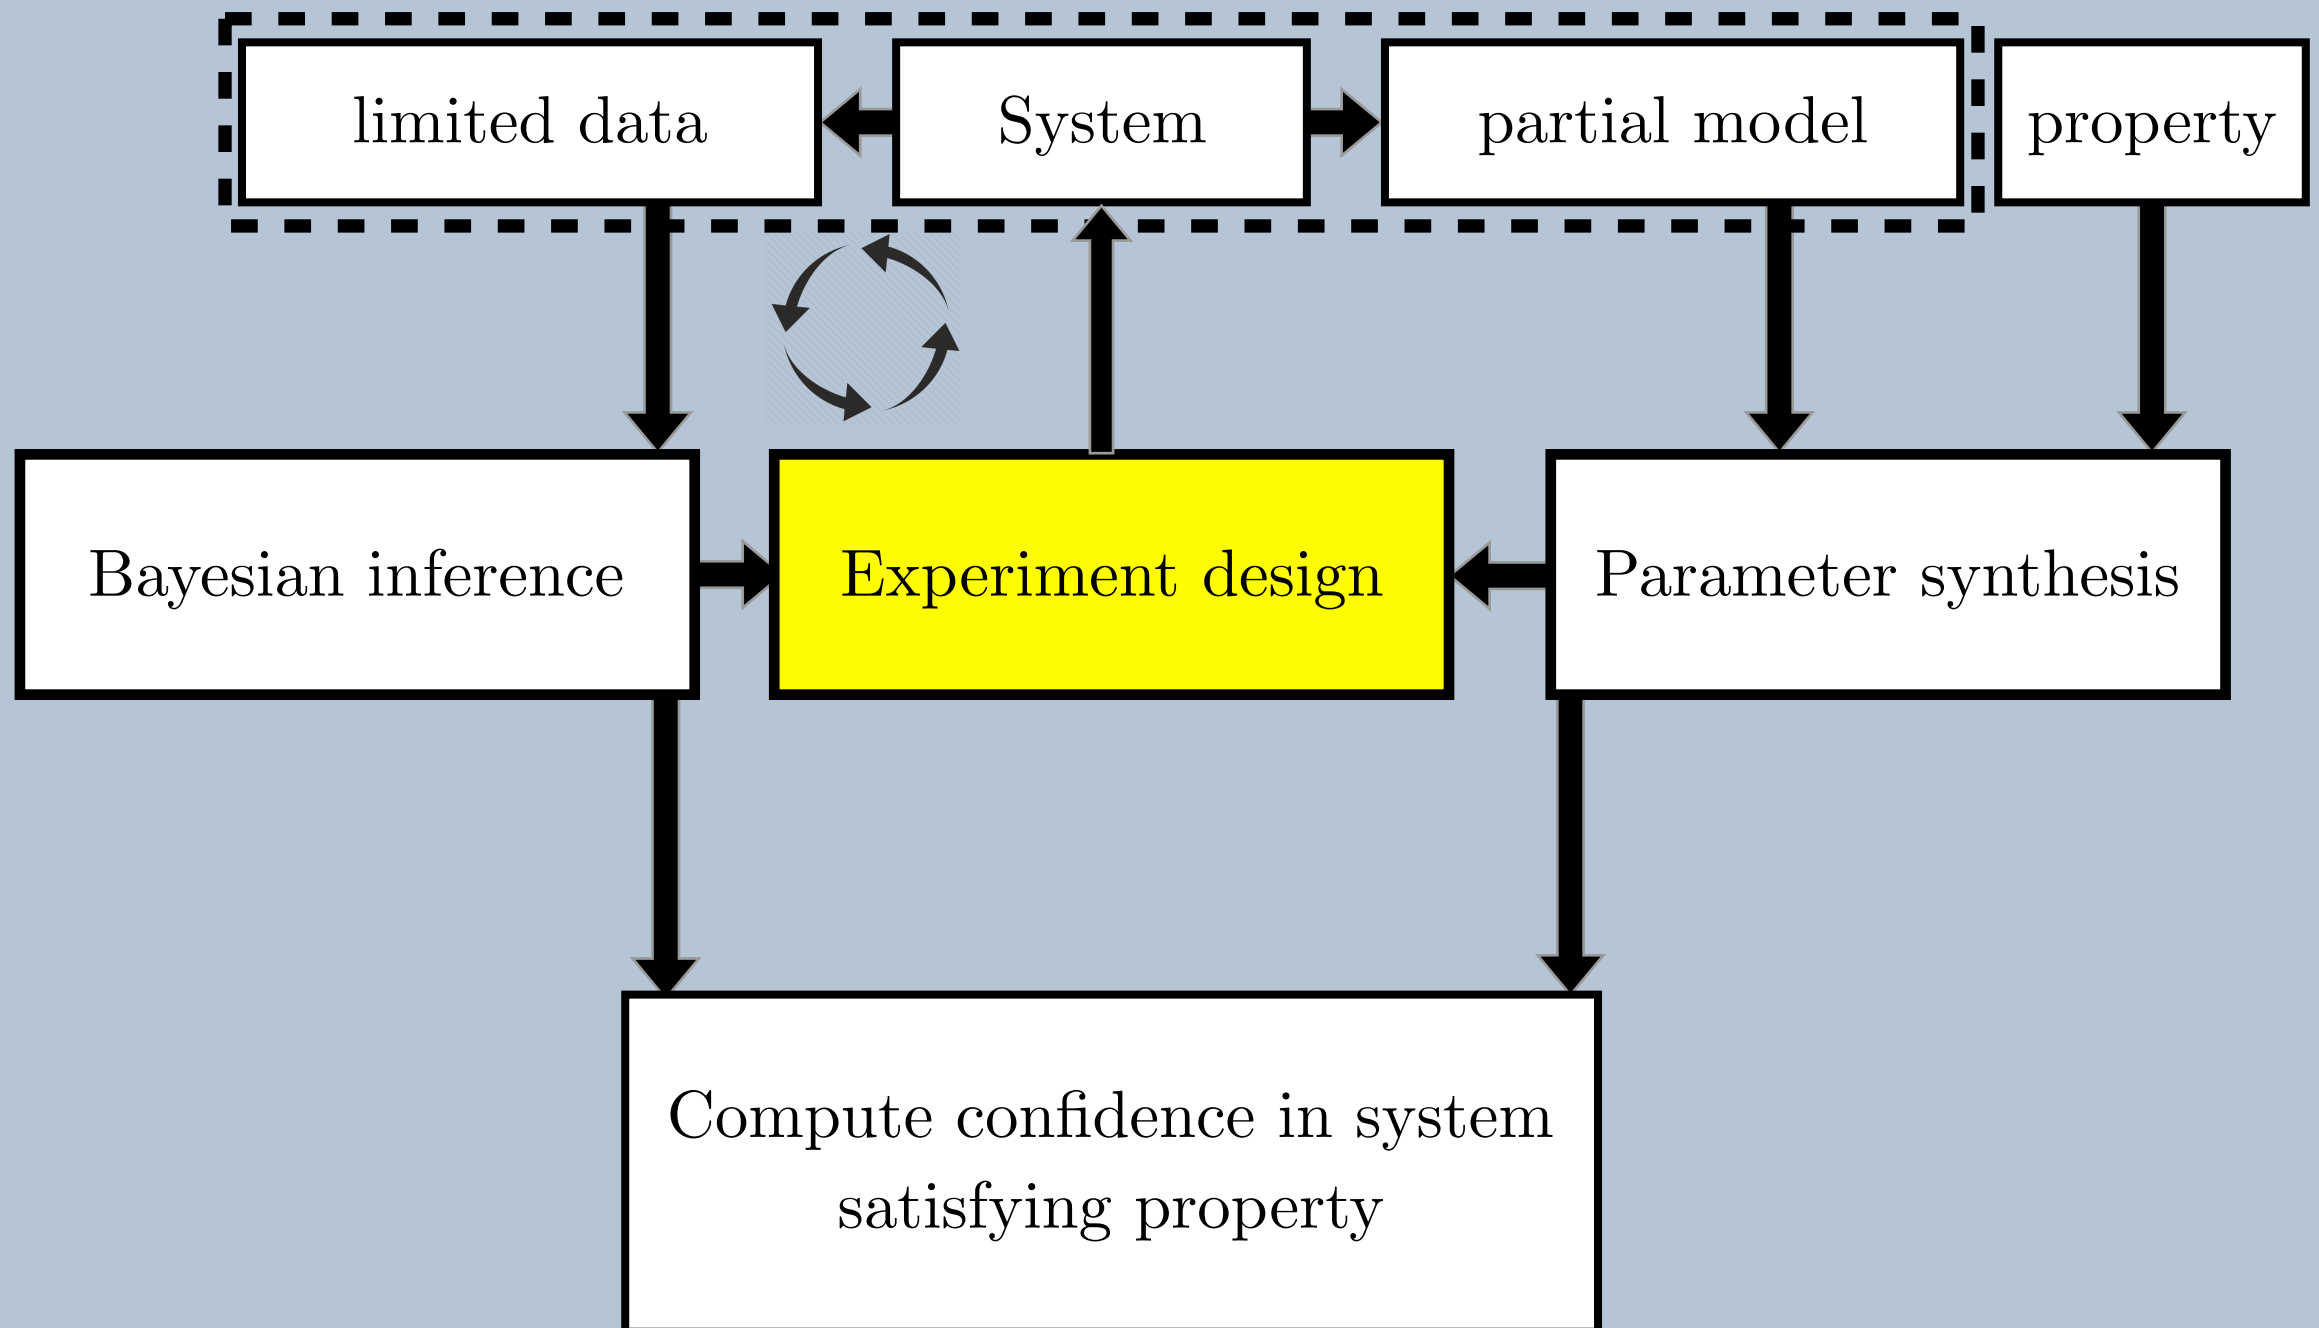 limited data
System
partial model
property
Bayesian inference
Experiment design
Parameter synthesis
Compute confidence in system
satisfying property